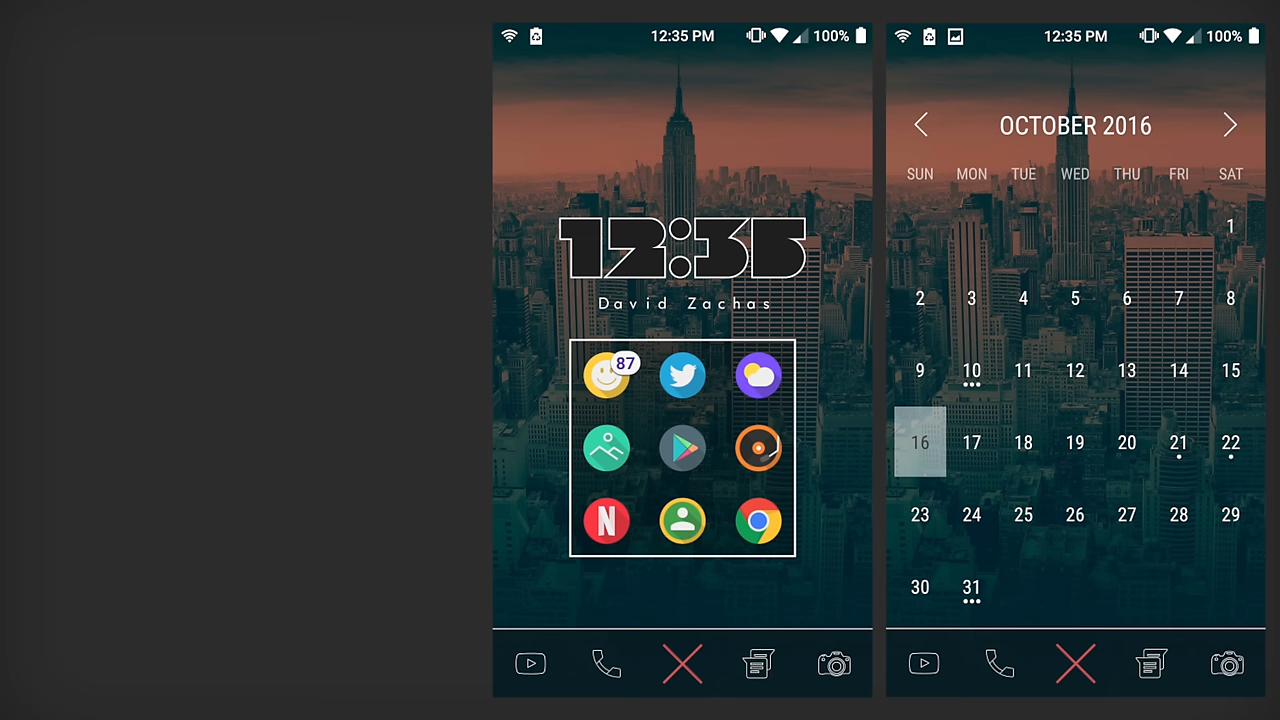 12:35 PM 100%
12:35
David Zachas
87
N
12:35 PM 100%
OCTOBER 2016
SUN MON TUE WED THU FRI SAT
1
2 3 4 5 6 7 8
9 10 11 12 13 14 15
16 17 18 19 20 21 22
23 24 25 26 27 28 29
30 31